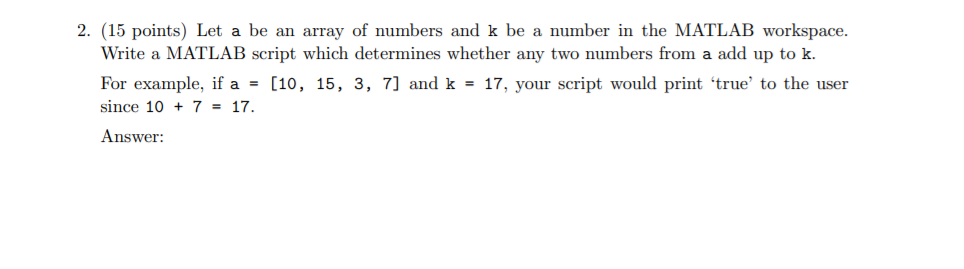 2. (15 points) Let a be an array of numbers and k be a number in the MATLAB workspace.
Write a MATLAB script which determines whether any two numbers from a add up to k.
For example, if a = [10, 15, 3, 7] and k = 17, your script would print ‘true’ to the user
since 10 + 7 = 17.
Answer: